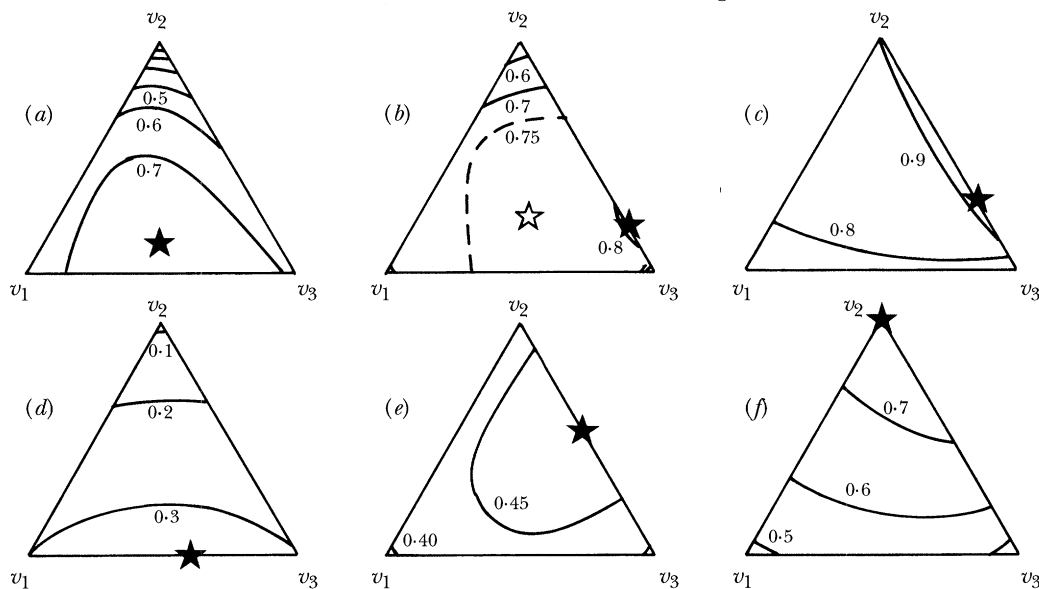 v2 v2 v2
(a) 0·5 0·6 0·7
(b) 0·6 0·7 0·75 0·8
(c) 0·9 0·8
v1 v3 v1 v3 v1 v3
v2 v2 v2
(d) 0·1 0·2 0·3
(e) 0·45 0·40
(f) 0·7 0·6 0·5
v1 v3 v1 v3 v1 v3